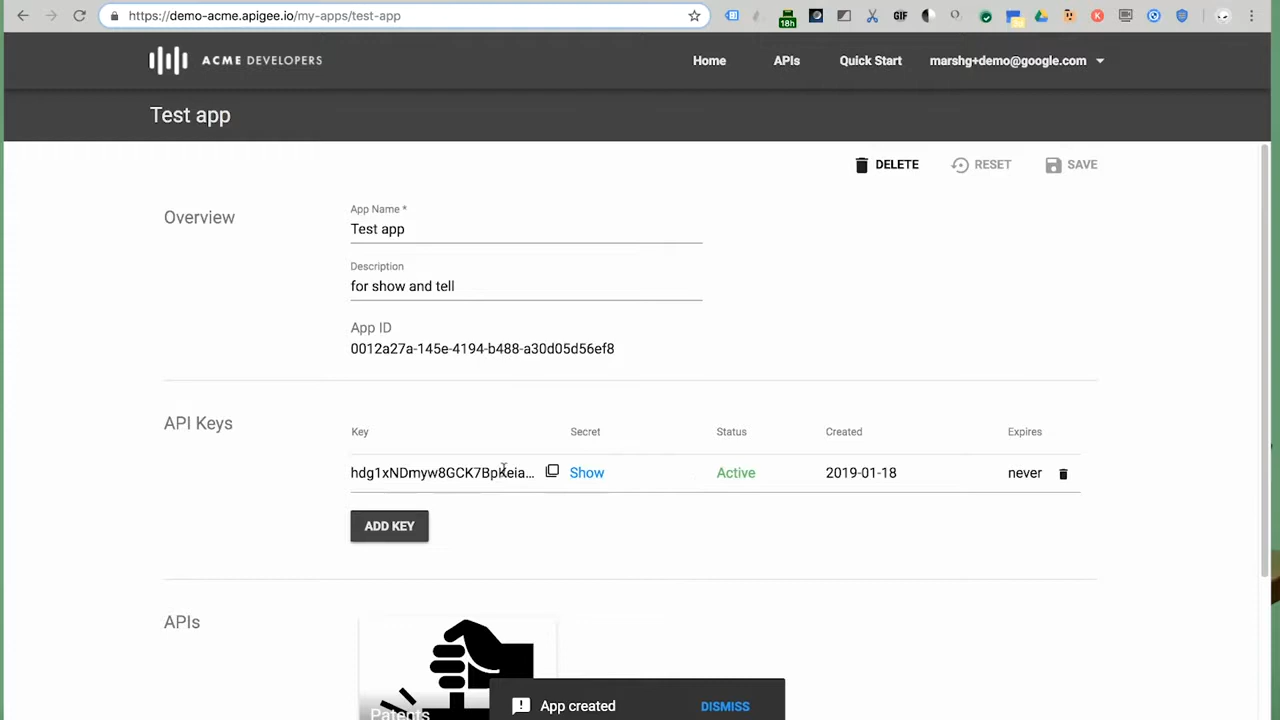 https://demo-acme.apigee.io/my-apps/test-app
18h
GIF
K
ACME DEVELOPERS
Home
APIs
Quick Start
marshg+demo@google.com
Test app
DELETE
RESET
SAVE
Overview
App Name *
Test app
Description
for show and tell
App ID
0012a27a-145e-4194-b488-a30d05d56ef8
API Keys
Key
Secret
Status
Created
Expires
hdg1xNDmyw8GCK7BpKeia...
Show
Active
2019-01-18
never
ADD KEY
APIs
Patents
App created
DISMISS